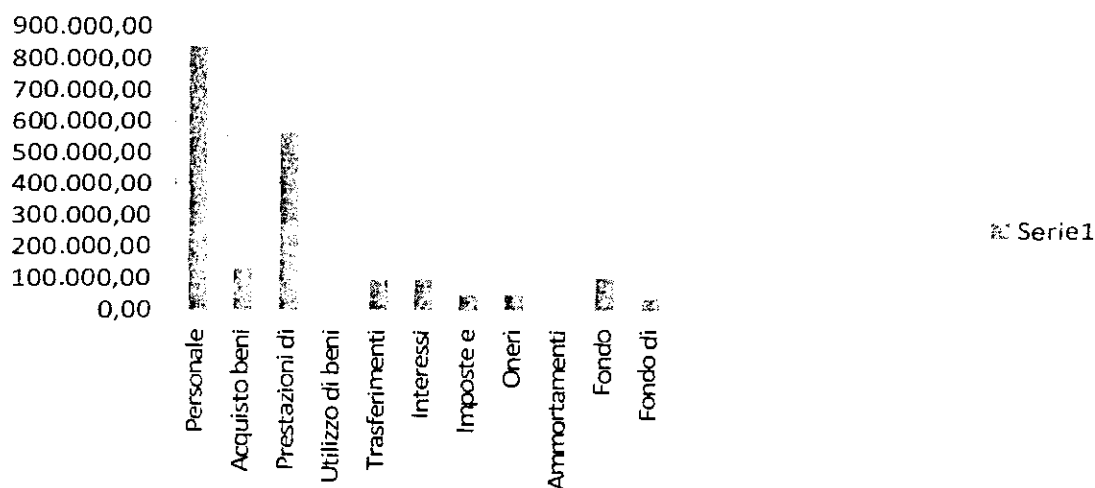 900.000,00
800.000,00
700.000,00
600.000,00
500.000,00
400.000,00
300.000,00
200.000,00
100.000,00
0,00
Serie1
Personale
Acquisto beni
Prestazioni di
Utilizzo di beni
Trasferimenti
Interessi
Imposte e
Oneri
Ammortamenti
Fondo
Fondo di